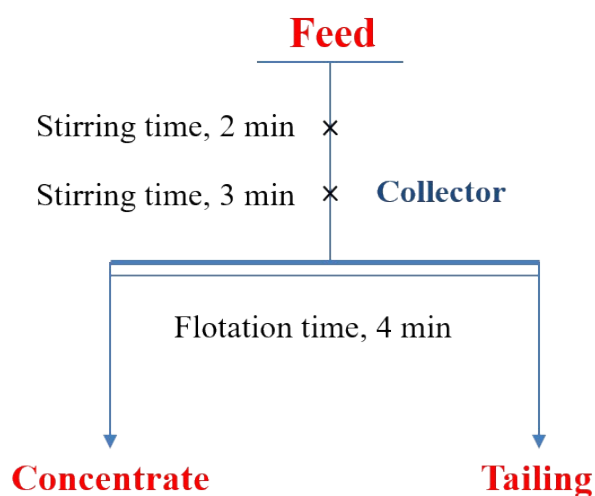 Feed
Stirring time, 2 min
Stirring time, 3 min Collector
Flotation time, 4 min
Concentrate Tailing